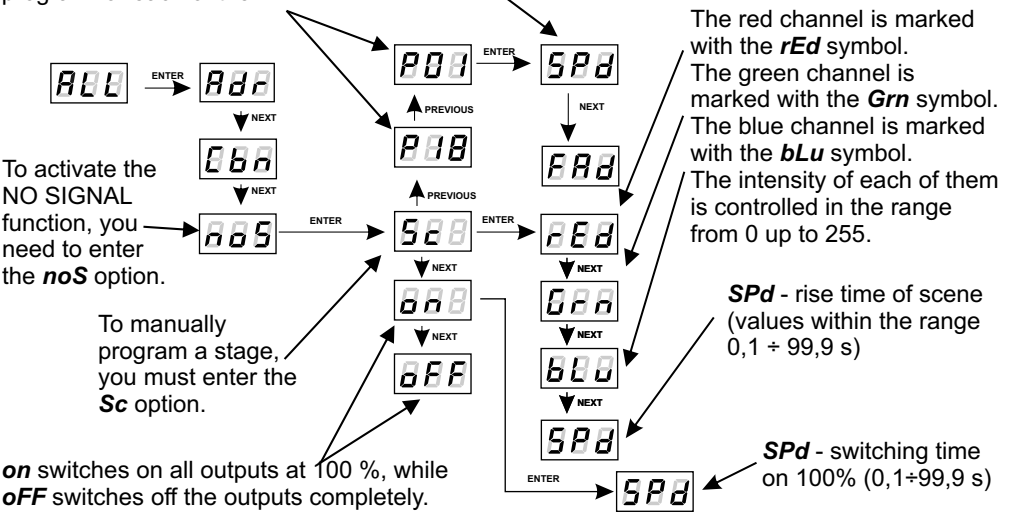 The red channel is marked
with the rEd symbol.
The green channel is
marked with the Grn symbol.
The blue channel is marked
with the bLu symbol.
The intensity of each of them
is controlled in the range
from 0 up to 255.
P01
ENTER
SPd
ALL
ENTER
Adr
PREVIOUS
NEXT
NEXT
P18
Cbn
FAd
To activate the
NO SIGNAL
function, you
need to enter
the noS option.
NEXT
PREVIOUS
noS
ENTER
Sc
ENTER
rEd
NEXT
NEXT
on
Grn
SPd - rise time of scene
(values within the range
0,1 ÷ 99,9 s)
To manually
program a stage,
you must enter the
Sc option.
NEXT
NEXT
oFF
bLu
NEXT
SPd
on switches on all outputs at 100 %, while
oFF switches off the outputs completely.
ENTER
SPd
SPd - switching time
on 100% (0,1÷99,9 s)